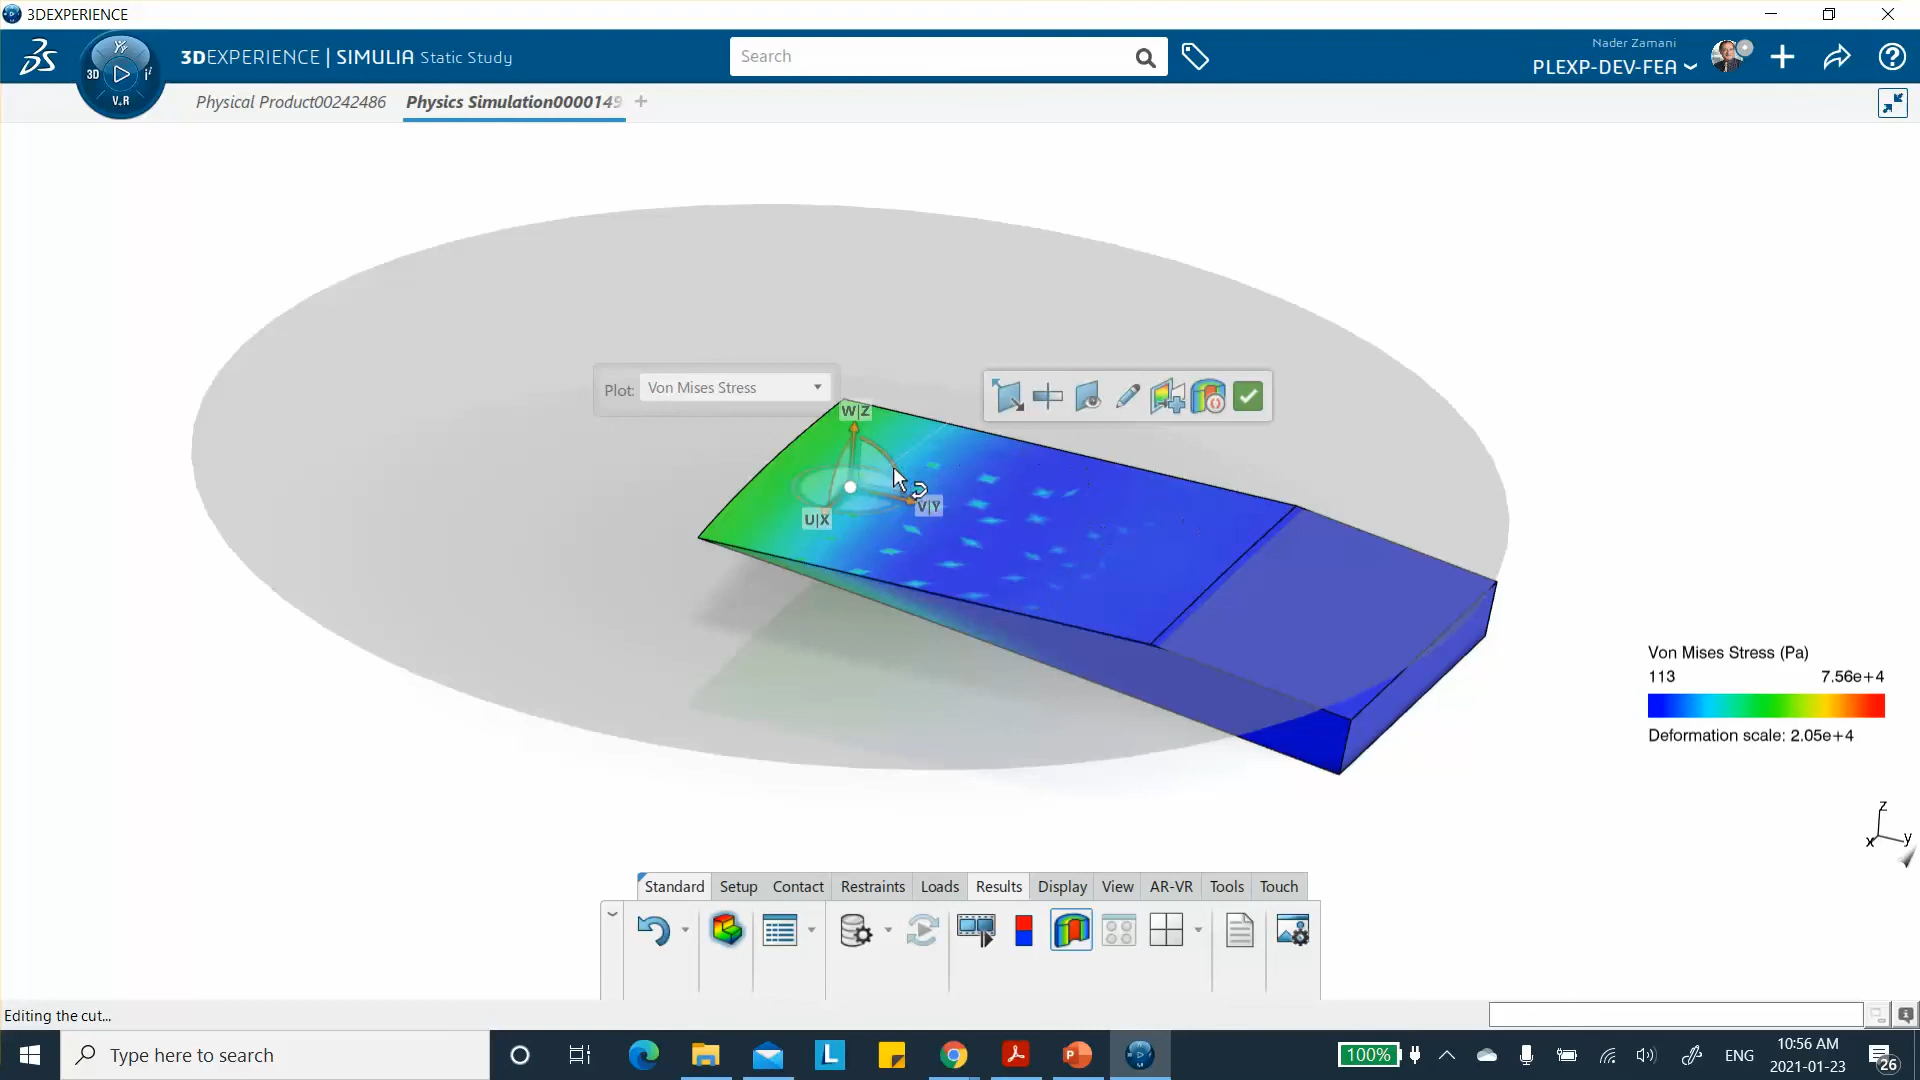 3DEXPERIENCE
3DEXPERIENCE | SIMULIA Static Study
Search
Nader Zamani
PLEXP-DEV-FEA
3D
V.R
Physical Product00242486
Physics Simulation0000149
Plot: Von Mises Stress
W|Z
U|X
V|Y
Von Mises Stress (Pa)
113 7.56e+4
Deformation scale: 2.05e+4
z
x y
Standard Setup Contact Restraints Loads Results Display View AR-VR Tools Touch
Editing the cut...
Type here to search
L
P
100%
ENG
10:56 AM
2021-01-23
26